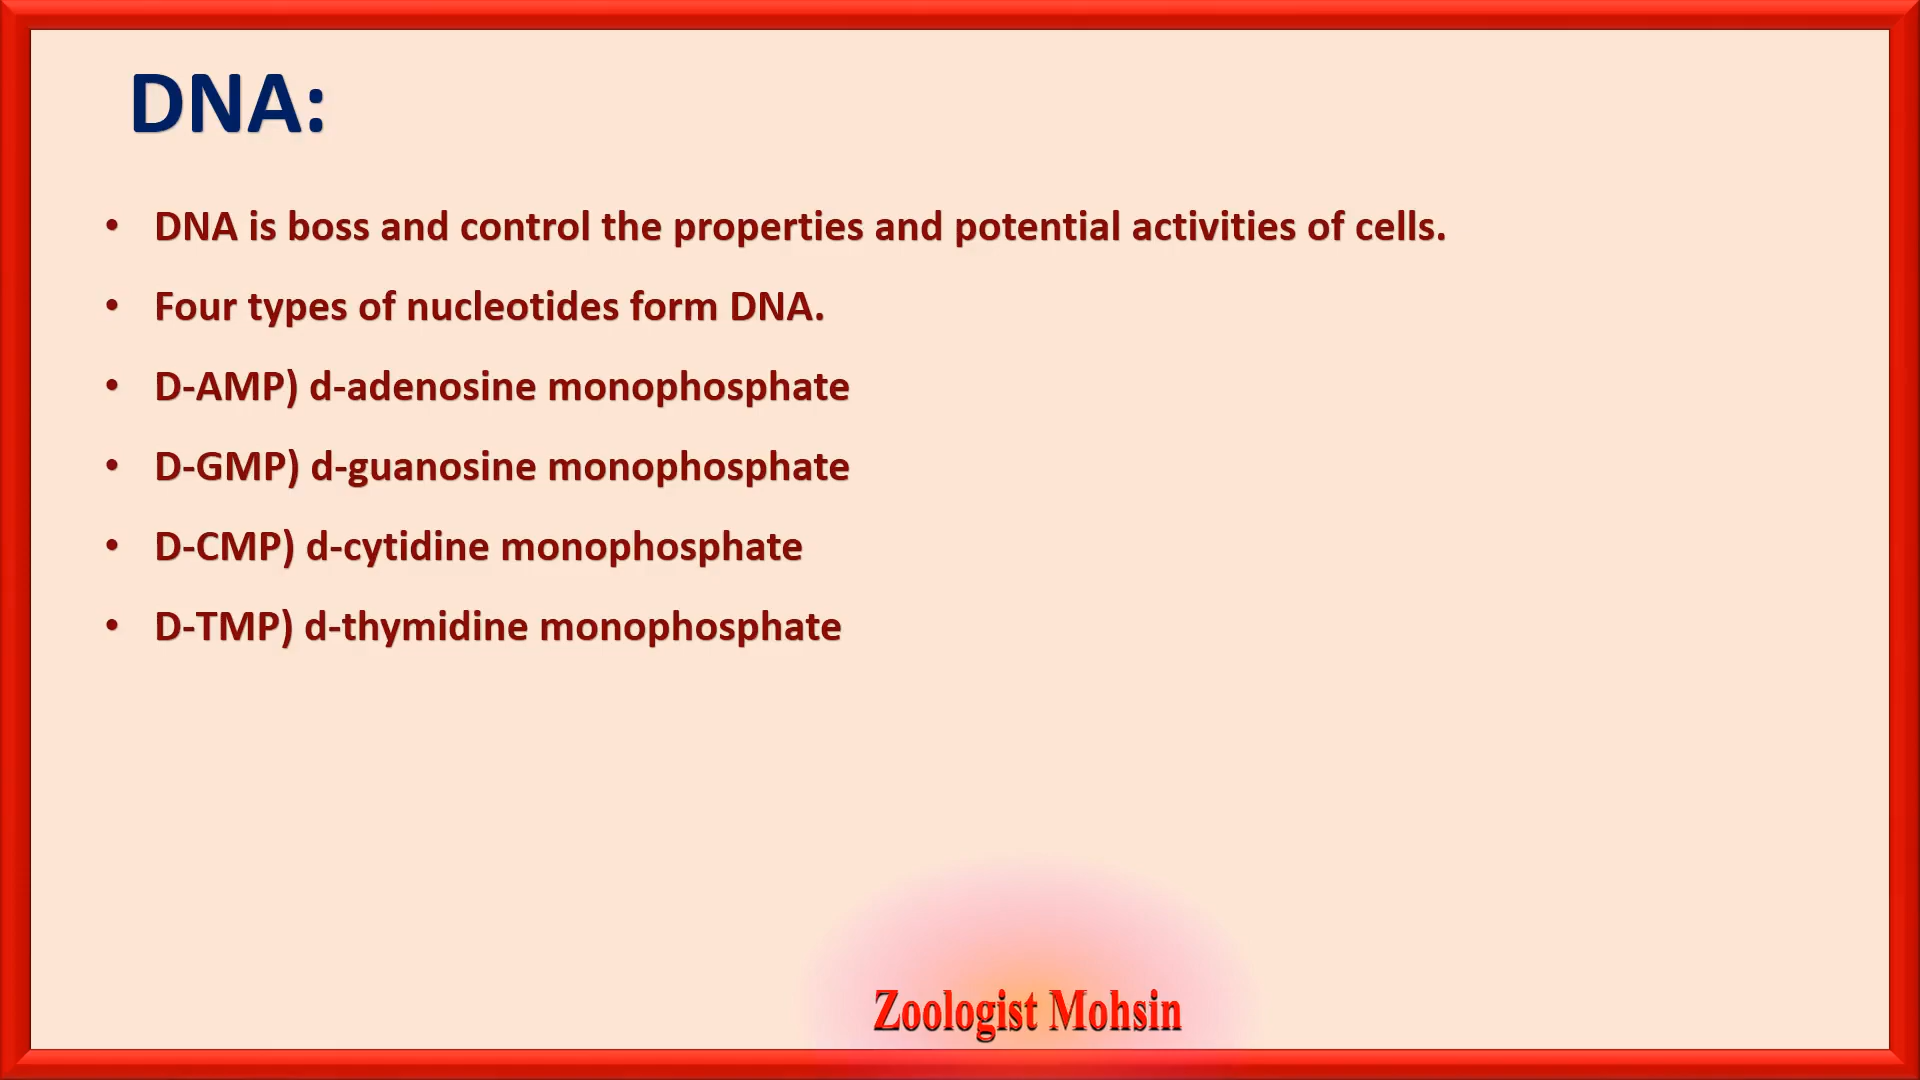 DNA:
• DNA is boss and control the properties and potential activities of cells.
• Four types of nucleotides form DNA.
• D-AMP) d-adenosine monophosphate
• D-GMP) d-guanosine monophosphate
• D-CMP) d-cytidine monophosphate
• D-TMP) d-thymidine monophosphate
Zoologist Mohsin